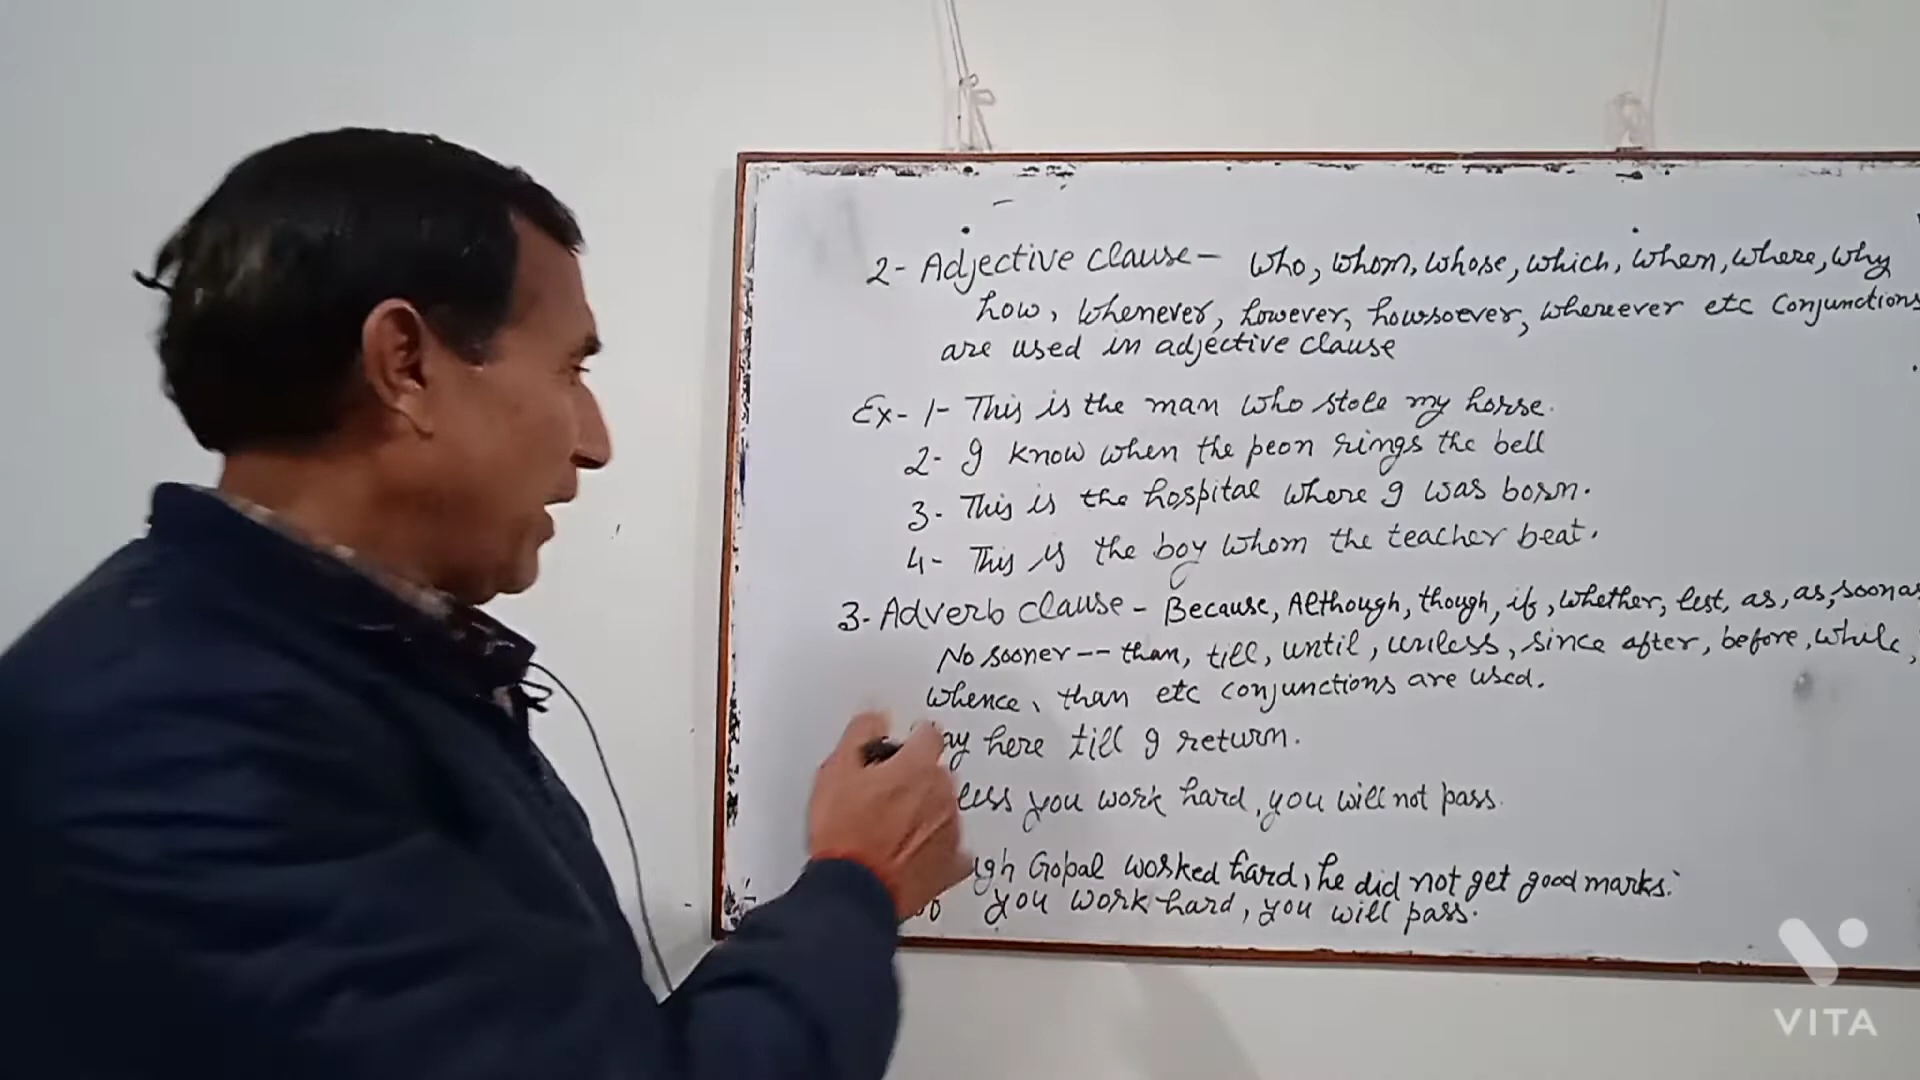 2- Adjective clause - who, whom, whose, which, when, where, why
how, whenever, however, howsoever, whereever etc conjunctions
are used in adjective clause
Ex- 1- This is the man who stole my horse.
2- I know when the peon rings the bell
3- This is the hospital where I was born.
4- This is the boy whom the teacher beat.
3- Adverb clause - Because, Although, though, if, whether, lest, as, as, soon as
No sooner -- than, till, until, unless, since after, before, while,
whence, than etc conjunctions are used.
here till I return.
you work hard, you will not pass.
Gopal worked hard, he did not get good marks.
you work hard, you will pass.
VITA